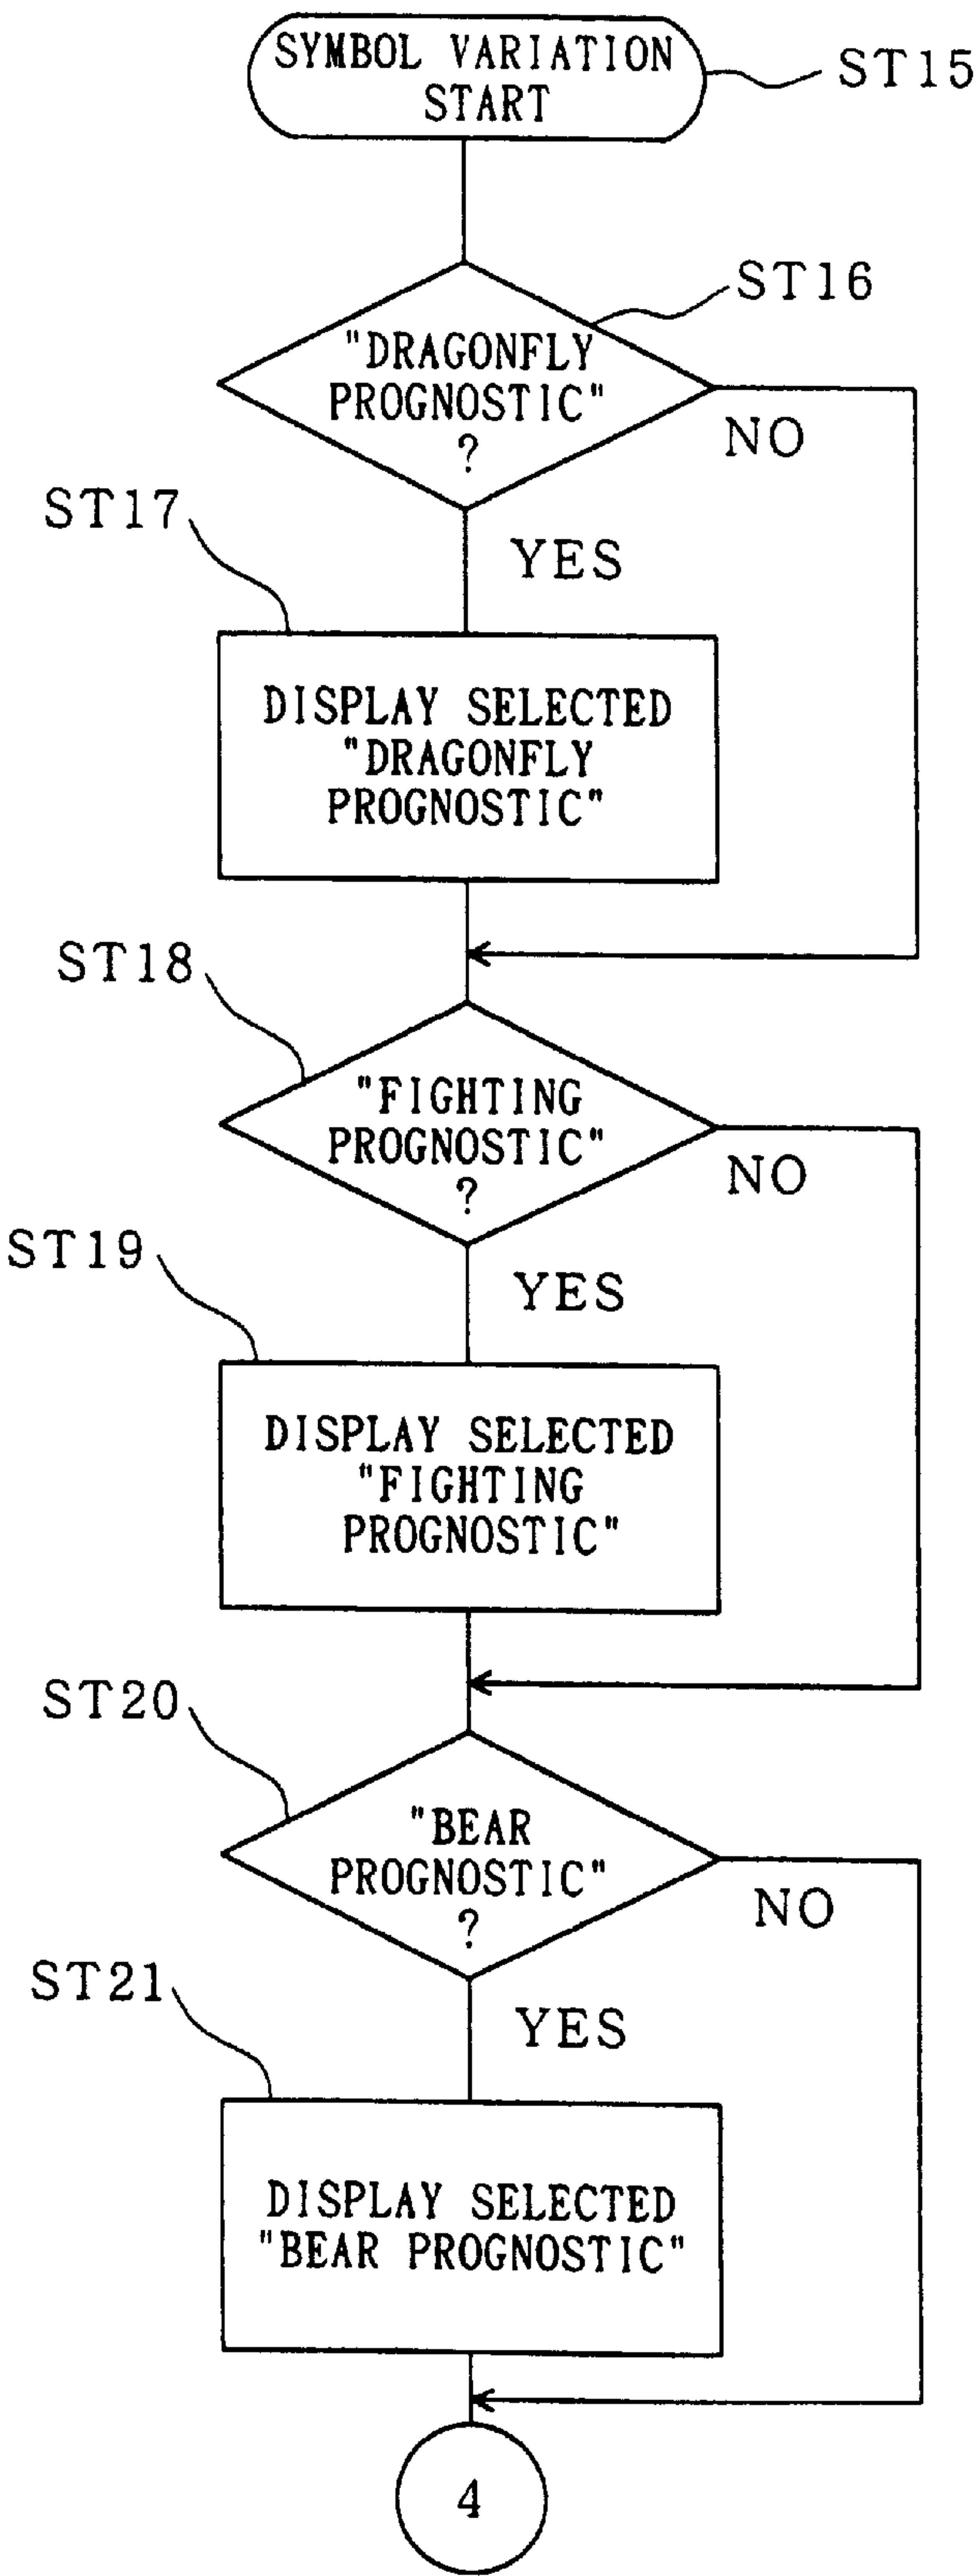 SYMBOL VARIATION
START
ST15
ST16
"DRAGONFLY
PROGNOSTIC"
?
NO
ST17
YES
DISPLAY SELECTED
"DRAGONFLY
PROGNOSTIC"
ST18
"FIGHTING
PROGNOSTIC"
?
NO
ST19
YES
DISPLAY SELECTED
"FIGHTING
PROGNOSTIC"
ST20
"BEAR
PROGNOSTIC"
?
NO
ST21
YES
DISPLAY SELECTED
"BEAR PROGNOSTIC"
4